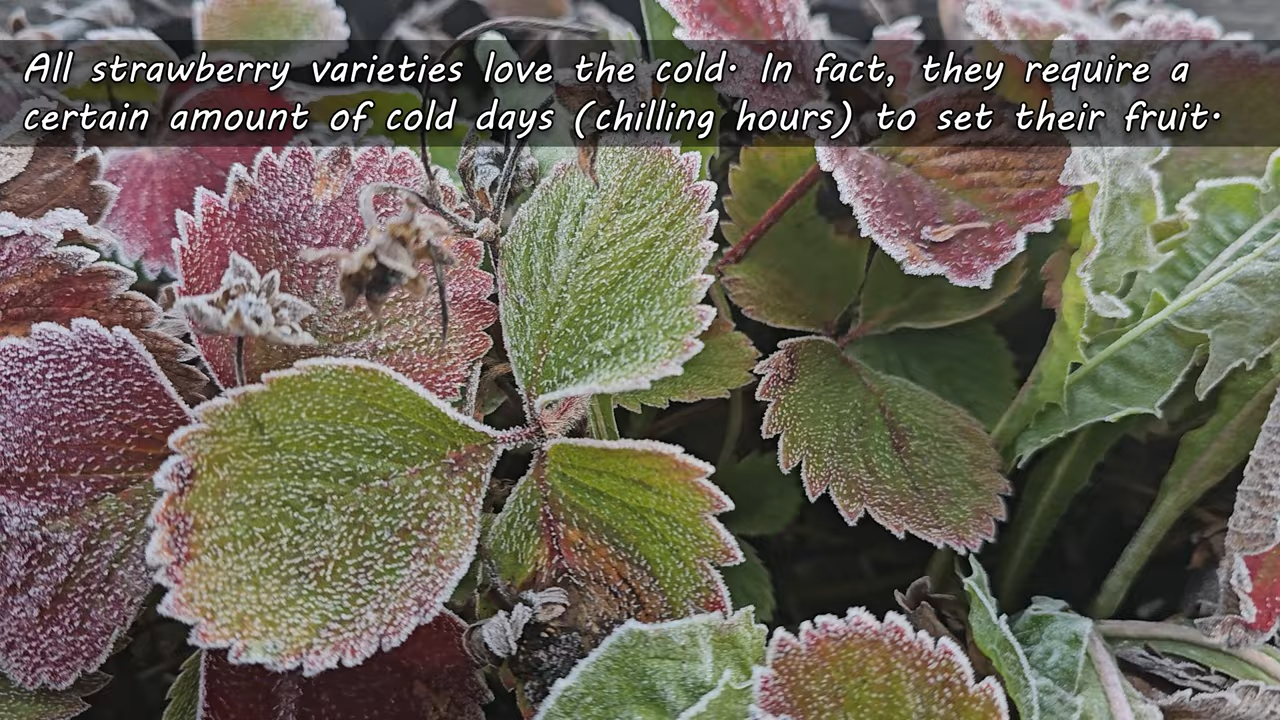 All strawberry varieties love the cold. In fact, they require a
certain amount of cold days (chilling hours) to set their fruit.